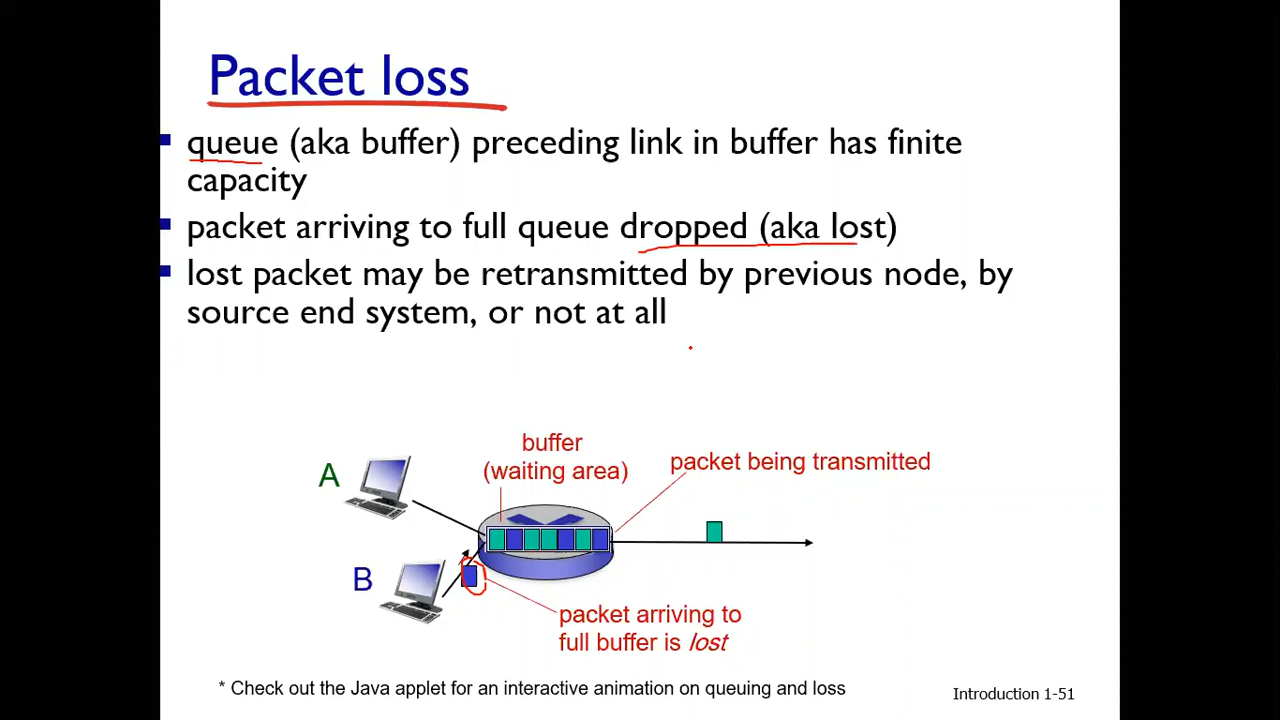 Packet loss
queue (aka buffer) preceding link in buffer has finite
capacity
packet arriving to full queue dropped (aka lost)
lost packet may be retransmitted by previous node, by
source end system, or not at all
buffer
(waiting area)
packet being transmitted
A
B
packet arriving to
full buffer is lost
* Check out the Java applet for an interactive animation on queuing and loss
Introduction 1-51